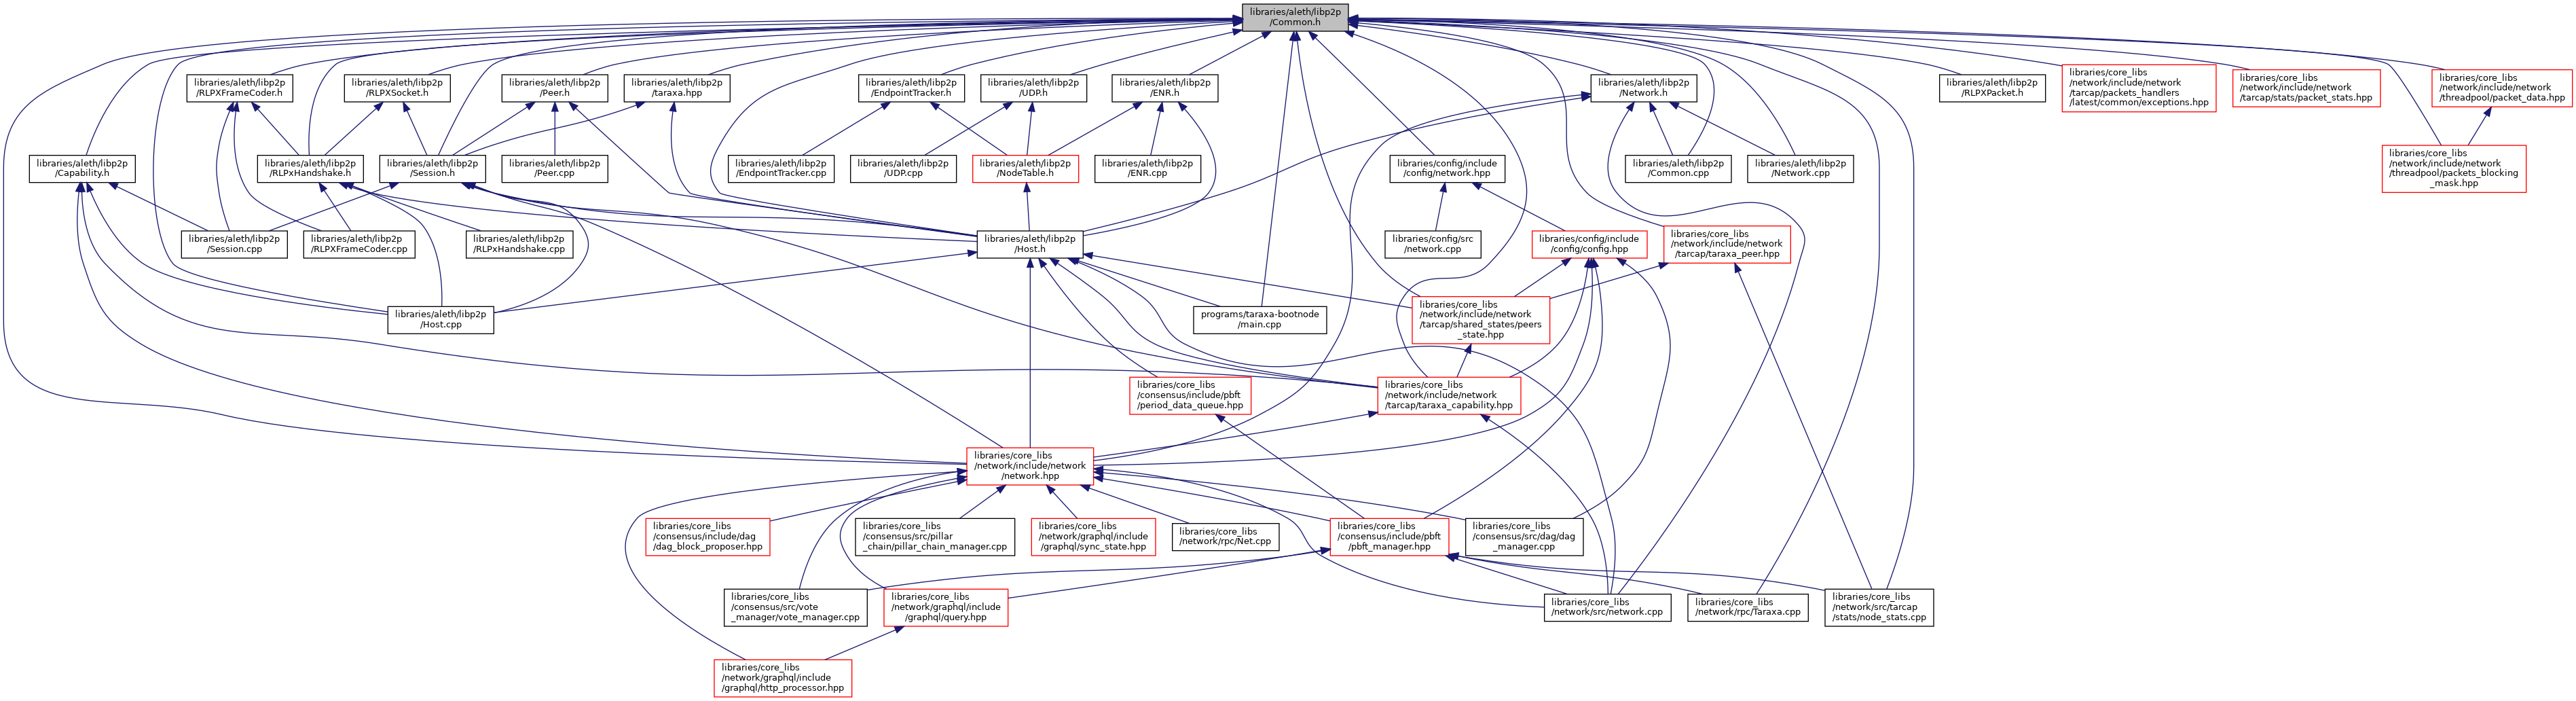 libraries/aleth/libp2p
/Common.h
libraries/aleth/libp2p
/RLPXFrameCoder.h
libraries/aleth/libp2p
/RLPXSocket.h
libraries/aleth/libp2p
/Peer.h
libraries/aleth/libp2p
/taraxa.hpp
libraries/aleth/libp2p
/EndpointTracker.h
libraries/aleth/libp2p
/UDP.h
libraries/aleth/libp2p
/ENR.h
libraries/aleth/libp2p
/Network.h
libraries/aleth/libp2p
/RLPXPacket.h
libraries/core_libs
/network/include/network
/tarcap/packets_handlers
/latest/common/exceptions.hpp
libraries/core_libs
/network/include/network
/tarcap/stats/packet_stats.hpp
libraries/core_libs
/network/include/network
/threadpool/packet_data.hpp
libraries/aleth/libp2p
/Capability.h
libraries/aleth/libp2p
/RLPxHandshake.h
libraries/aleth/libp2p
/Session.h
libraries/aleth/libp2p
/Peer.cpp
libraries/aleth/libp2p
/EndpointTracker.cpp
libraries/aleth/libp2p
/UDP.cpp
libraries/aleth/libp2p
/NodeTable.h
libraries/aleth/libp2p
/ENR.cpp
libraries/config/include
/config/network.hpp
libraries/aleth/libp2p
/Common.cpp
libraries/aleth/libp2p
/Network.cpp
libraries/core_libs
/network/include/network
/threadpool/packets_blocking
_mask.hpp
libraries/aleth/libp2p
/Session.cpp
libraries/aleth/libp2p
/RLPXFrameCoder.cpp
libraries/aleth/libp2p
/RLPxHandshake.cpp
libraries/aleth/libp2p
/Host.h
libraries/config/src
/network.cpp
libraries/config/include
/config/config.hpp
libraries/core_libs
/network/include/network
/tarcap/taraxa_peer.hpp
libraries/aleth/libp2p
/Host.cpp
programs/taraxa-bootnode
/main.cpp
libraries/core_libs
/network/include/network
/tarcap/shared_states/peers
_state.hpp
libraries/core_libs
/consensus/include/pbft
/period_data_queue.hpp
libraries/core_libs
/network/include/network
/tarcap/taraxa_capability.hpp
libraries/core_libs
/network/include/network
/network.hpp
libraries/core_libs
/consensus/include/dag
/dag_block_proposer.hpp
libraries/core_libs
/consensus/src/pillar
_chain/pillar_chain_manager.cpp
libraries/core_libs
/network/graphql/include
/graphql/sync_state.hpp
libraries/core_libs
/network/rpc/Net.cpp
libraries/core_libs
/consensus/include/pbft
/pbft_manager.hpp
libraries/core_libs
/consensus/src/dag/dag
_manager.cpp
libraries/core_libs
/consensus/src/vote
_manager/vote_manager.cpp
libraries/core_libs
/network/graphql/include
/graphql/query.hpp
libraries/core_libs
/network/src/network.cpp
libraries/core_libs
/network/rpc/Taraxa.cpp
libraries/core_libs
/network/src/tarcap
/stats/node_stats.cpp
libraries/core_libs
/network/graphql/include
/graphql/http_processor.hpp